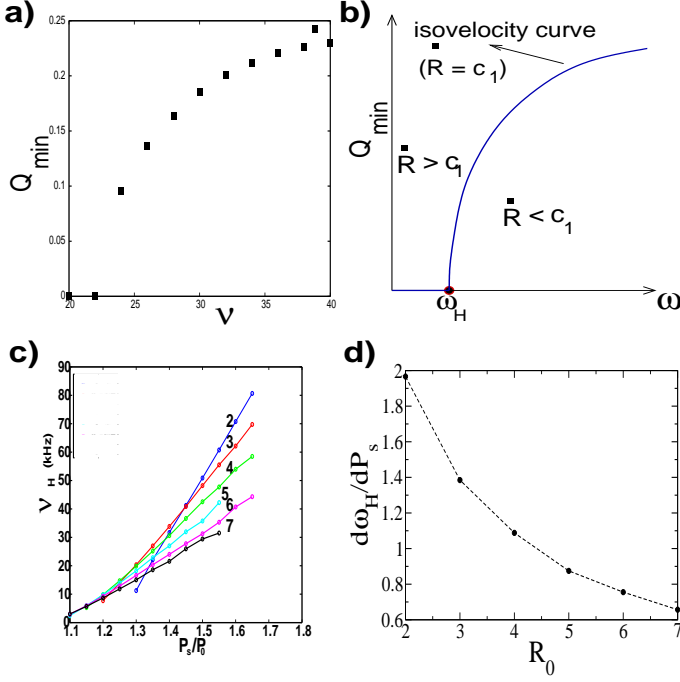 a)
0.25
0.2
0.15
0.1
0.05
0
Q min
20 25 30 35 40
ν
b)
isovelocity curve
(R = c1)
Q min
R > c1
R < c1
ωH
ω
c)
90
80
70
60
50
40
30
20
10
0
ν H (kHz)
2
3
4
5
6
7
1.1 1.2 1.3 1.4 1.5 1.6 1.7 1.8
Ps/P0
d)
2
1.8
1.6
1.4
1.2
1
0.8
0.6
dωH/dPs
2 3 4 5 6 7
R0